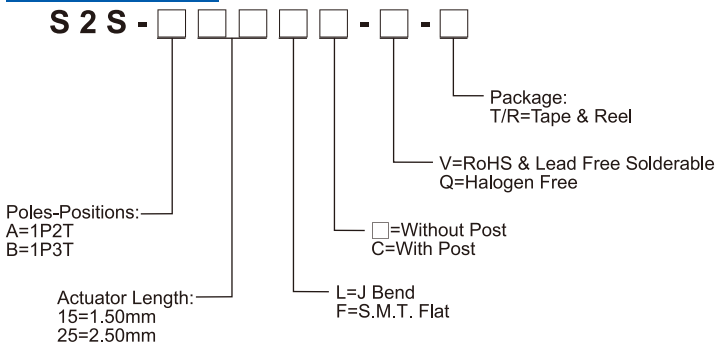 S2S-□□□□□-□-□
Package:
T/R=Tape & Reel
V=RoHS & Lead Free Solderable
Q=Halogen Free
Poles-Positions:
A=1P2T
B=1P3T
□=Without Post
C=With Post
Actuator Length:
15=1.50mm
25=2.50mm
L=J Bend
F=S.M.T. Flat